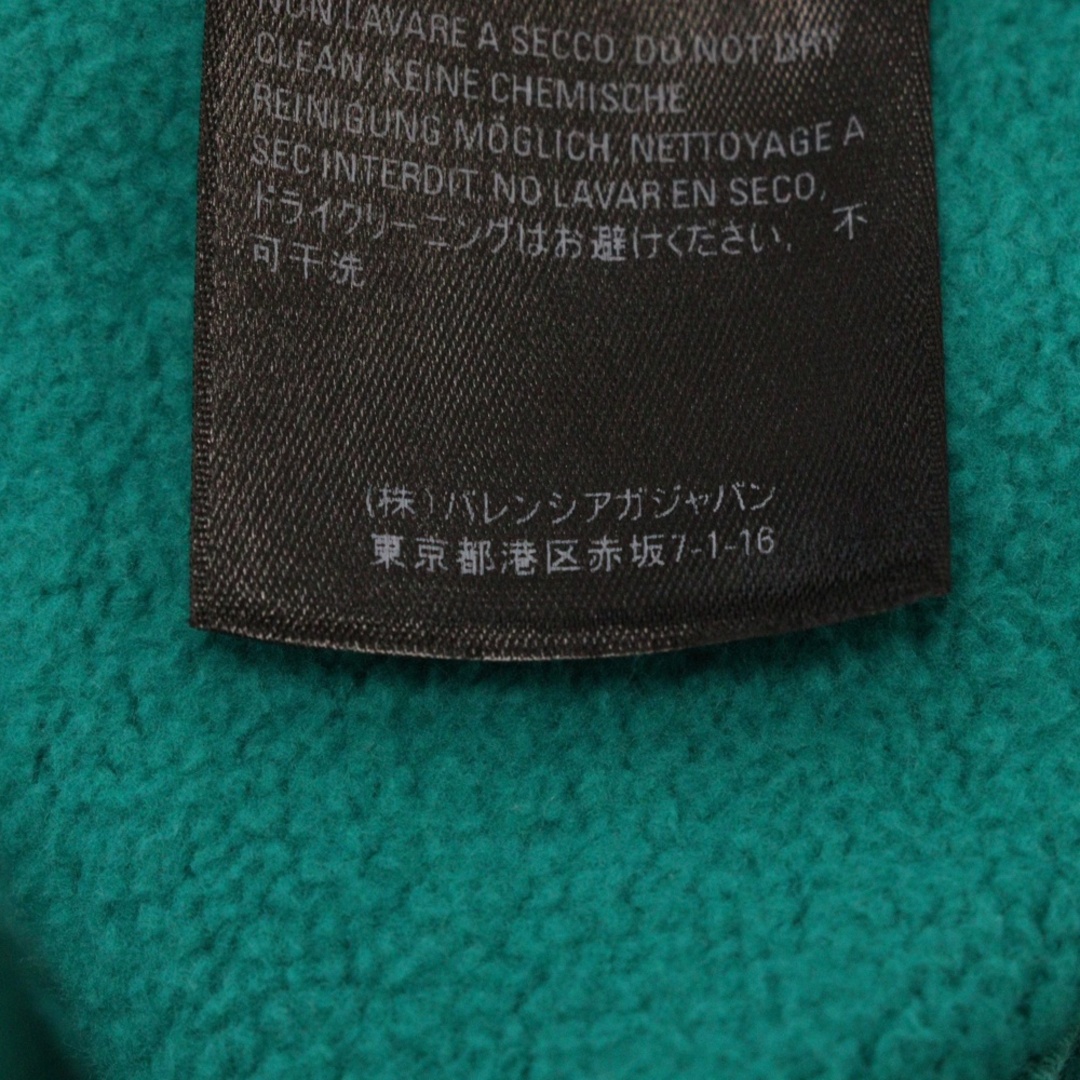 NON LAVARE A SECCO, DO NOT DRY
CLEAN, KEINE CHEMISCHE
REINIGUNG MÖGLICH, NETTOYAGE A
SEC INTERDIT, NO LAVAR EN SECO,
ドライクリーニングはお避けください, 不
可干洗
(株)バレンシアガジャパン
東京都港区赤坂7-1-16